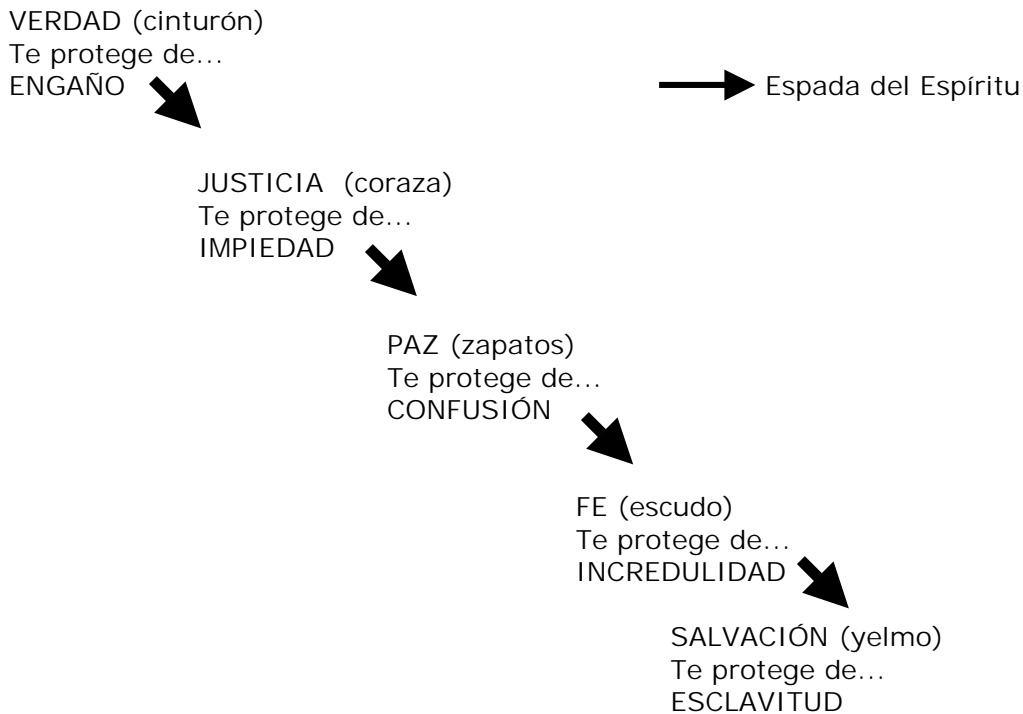 VERDAD (cinturón)
Te protege de...
ENGAÑO
Espada del Espíritu
JUSTICIA (coraza)
Te protege de...
IMPIEDAD
PAZ (zapatos)
Te protege de...
CONFUSIÓN
FE (escudo)
Te protege de...
INCREDULIDAD
SALVACIÓN (yelmo)
Te protege de...
ESCLAVITUD